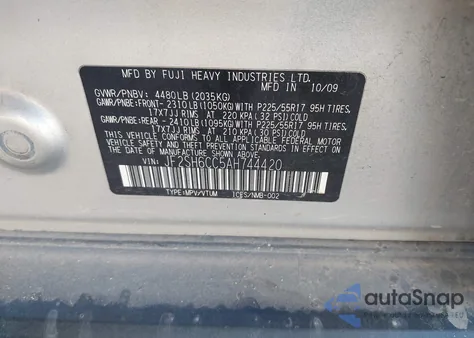 MFD. BY FUJI HEAVY INDUSTRIES LTD. 10/09
GVWR/PNBV: 4480LB(2035KG)
GAWR/PNBE:FRONT- 2310LB(1050KG)WITH P225/55R17 95H TIRES,
17X7JJ RIMS AT 220 KPA( 32 PSI)COLD
GAWR/PNBE:REAR - 2410LB(1095KG)WITH P225/55R17 95H TIRES,
17X7JJ RIMS AT 210 KPA( 30 PSI)COLD
THIS VEHICLE CONFORMS TO ALL APPLICABLE FEDERAL MOTOR
VEHICLE SAFETY AND THEFT PREVENTION STANDARDS IN EFFECT
ON THE DATE OF MANUFACTURE SHOWN ABOVE.
VIN: JF2SH6CC5AH744420
TYPE:MPV/VTUM ICES/NMB-002
autoSnap